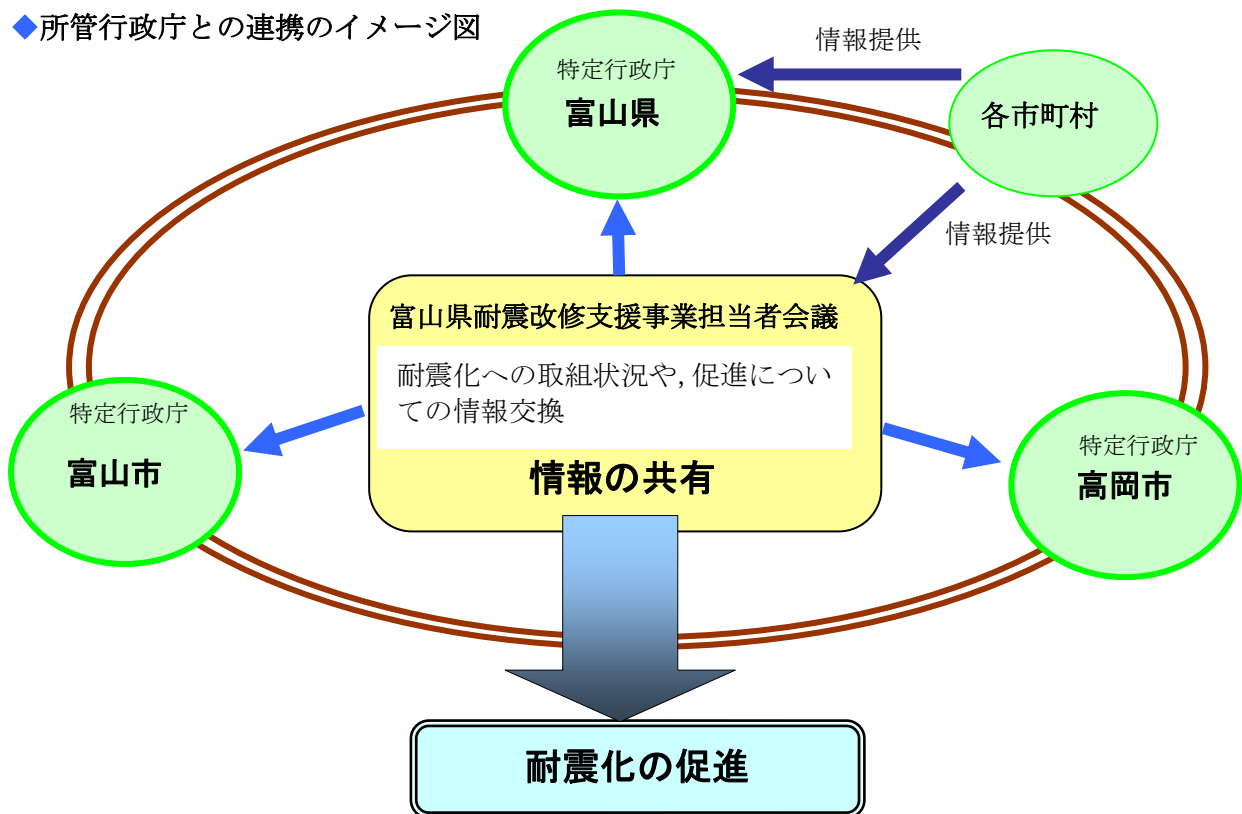 ◆所管行政庁との連携のイメージ図
情報提供
特定行政庁
富山県
各市町村
情報提供
富山県耐震改修支援事業担当者会議
耐震化への取組状況や,促進につい
ての情報交換
情報の共有
特定行政庁
富山市
特定行政庁
高岡市
耐震化の促進